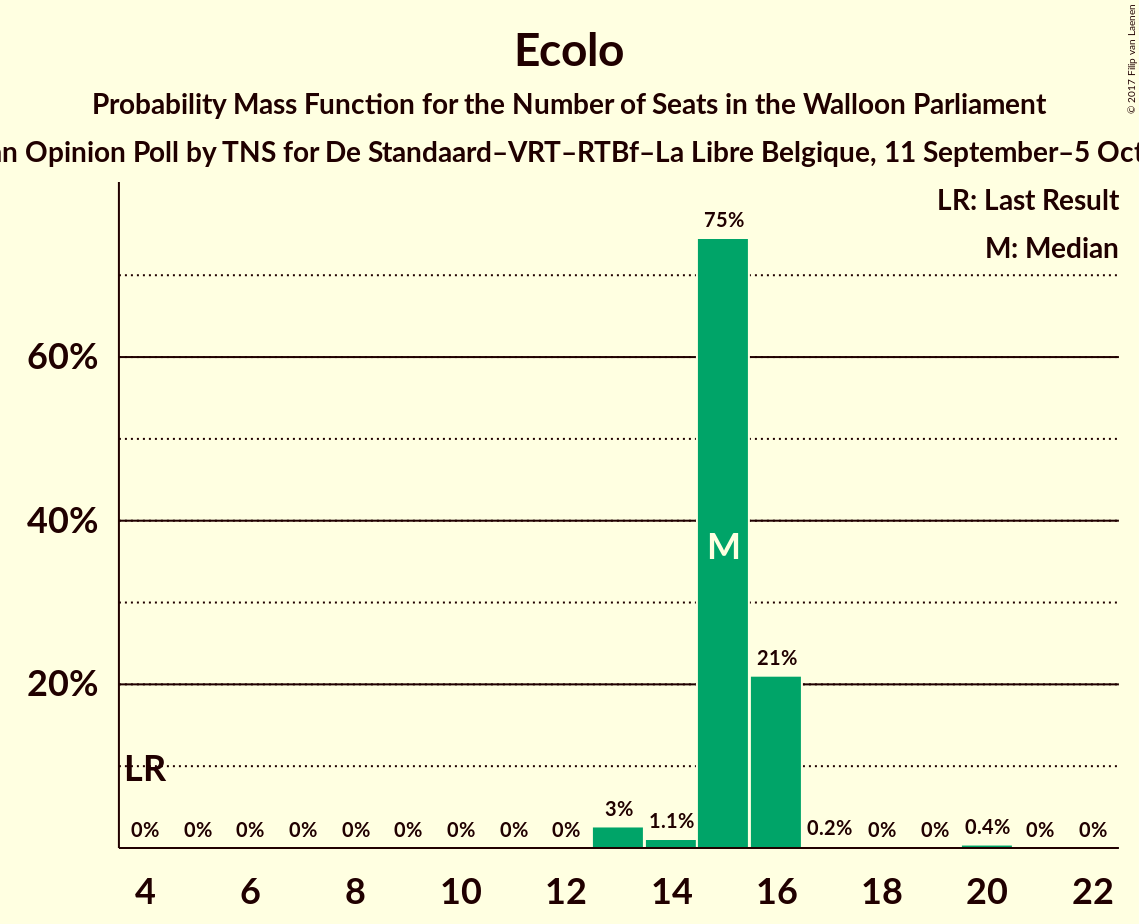 Ecolo
Probability Mass Function for the Number of Seats in the Walloon Parliament
Opinion Poll by TNS for De Standaard–VRT–RTBf–La Libre Belgique, 11 September–5
© 2017 Filip van Laenen
LR: Last Result
M: Median
75%
60%
40%
M
21%
20%
LR
0% 0% 0% 0% 0% 0% 0% 0% 0% 3% 1.1% 0.2% 0% 0% 0.4% 0% 0%
4 6 8 10 12 14 16 18 20 22